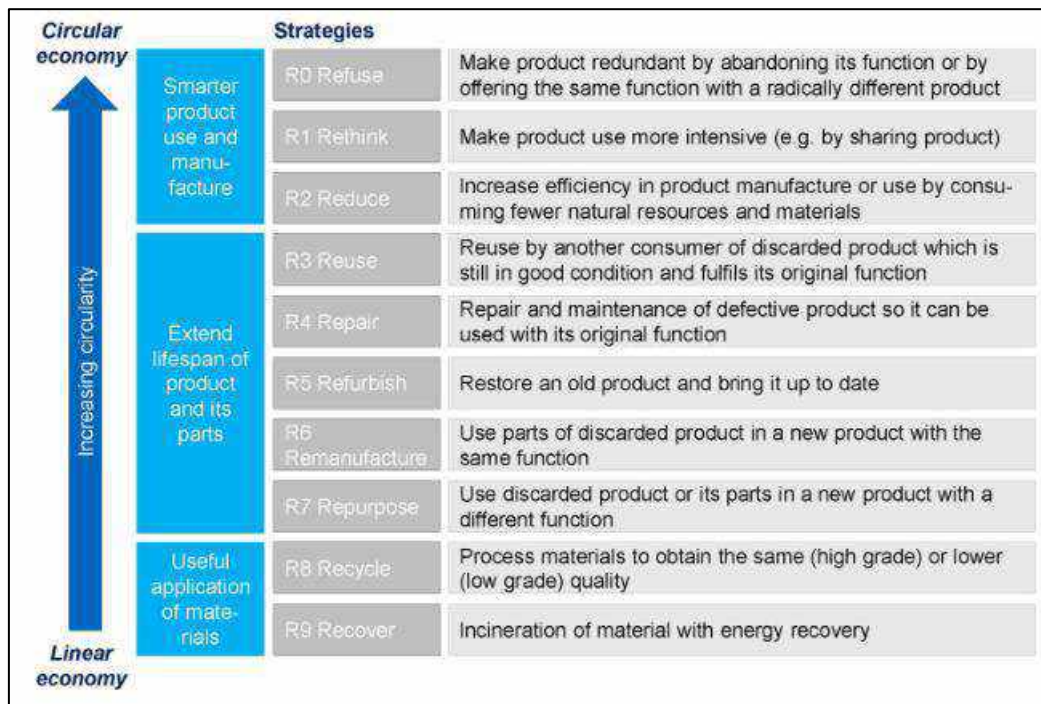 Circular
economy
Strategies
Increasing circularity
Linear
economy
Smarter
product
use and
manu-
facture
R0 Refuse
Make product redundant by abandoning its function or by
offering the same function with a radically different product
R1 Rethink
Make product use more intensive (e.g. by sharing product)
R2 Reduce
Increase efficiency in product manufacture or use by consu-
ming fewer natural resources and materials
Extend
lifespan of
product
and its
parts
R3 Reuse
Reuse by another consumer of discarded product which is
still in good condition and fulfils its original function
R4 Repair
Repair and maintenance of defective product so it can be
used with its original function
R5 Refurbish
Restore an old product and bring it up to date
R6
Remanufacture
Use parts of discarded product in a new product with the
same function
R7 Repurpose
Use discarded product or its parts in a new product with a
different function
Useful
application
of mate-
rials
R8 Recycle
Process materials to obtain the same (high grade) or lower
(low grade) quality
R9 Recover
Incineration of material with energy recovery